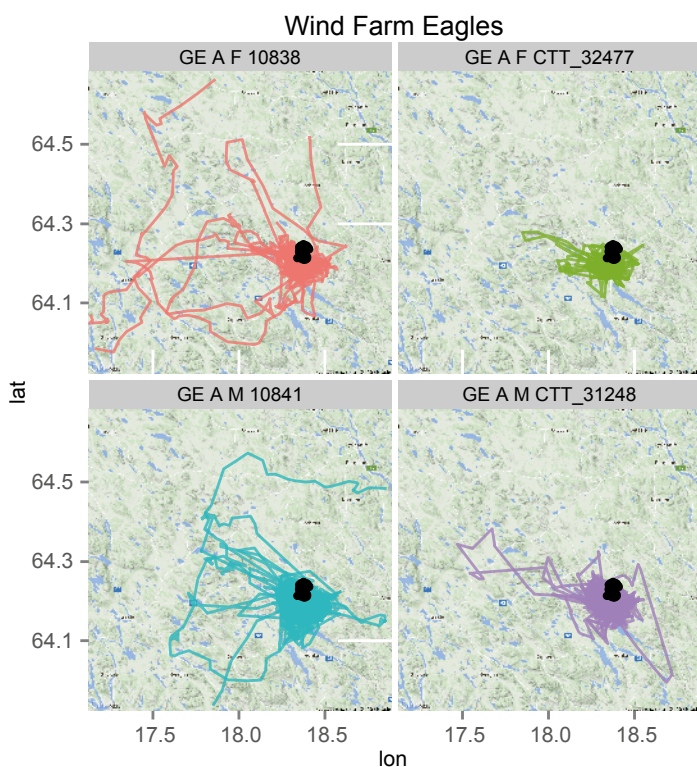 Wind Farm Eagles
GE A F 10838
GE A F CTT_32477
64.5
64.3
64.1
lat
GE A M 10841
GE A M CTT_31248
64.5
64.3
64.1
17.5
18.0
18.5
17.5
18.0
18.5
lon